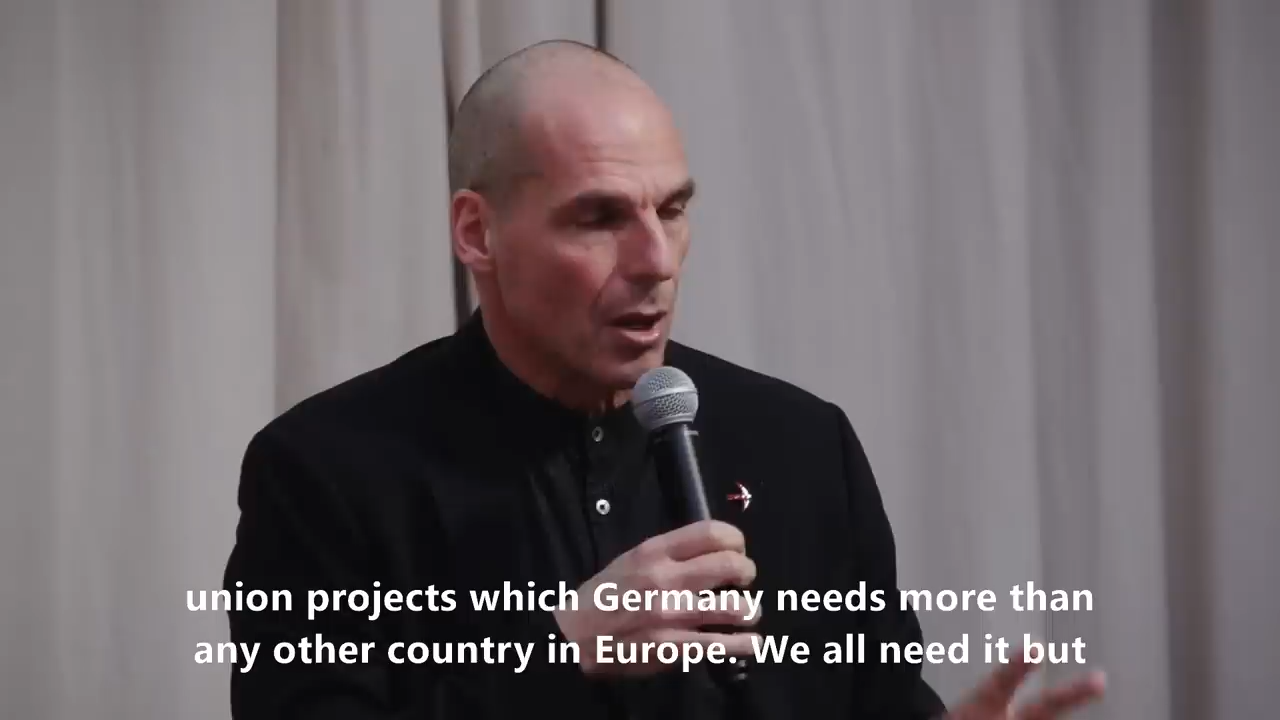 union projects which Germany needs more than
any other country in Europe. We all need it but